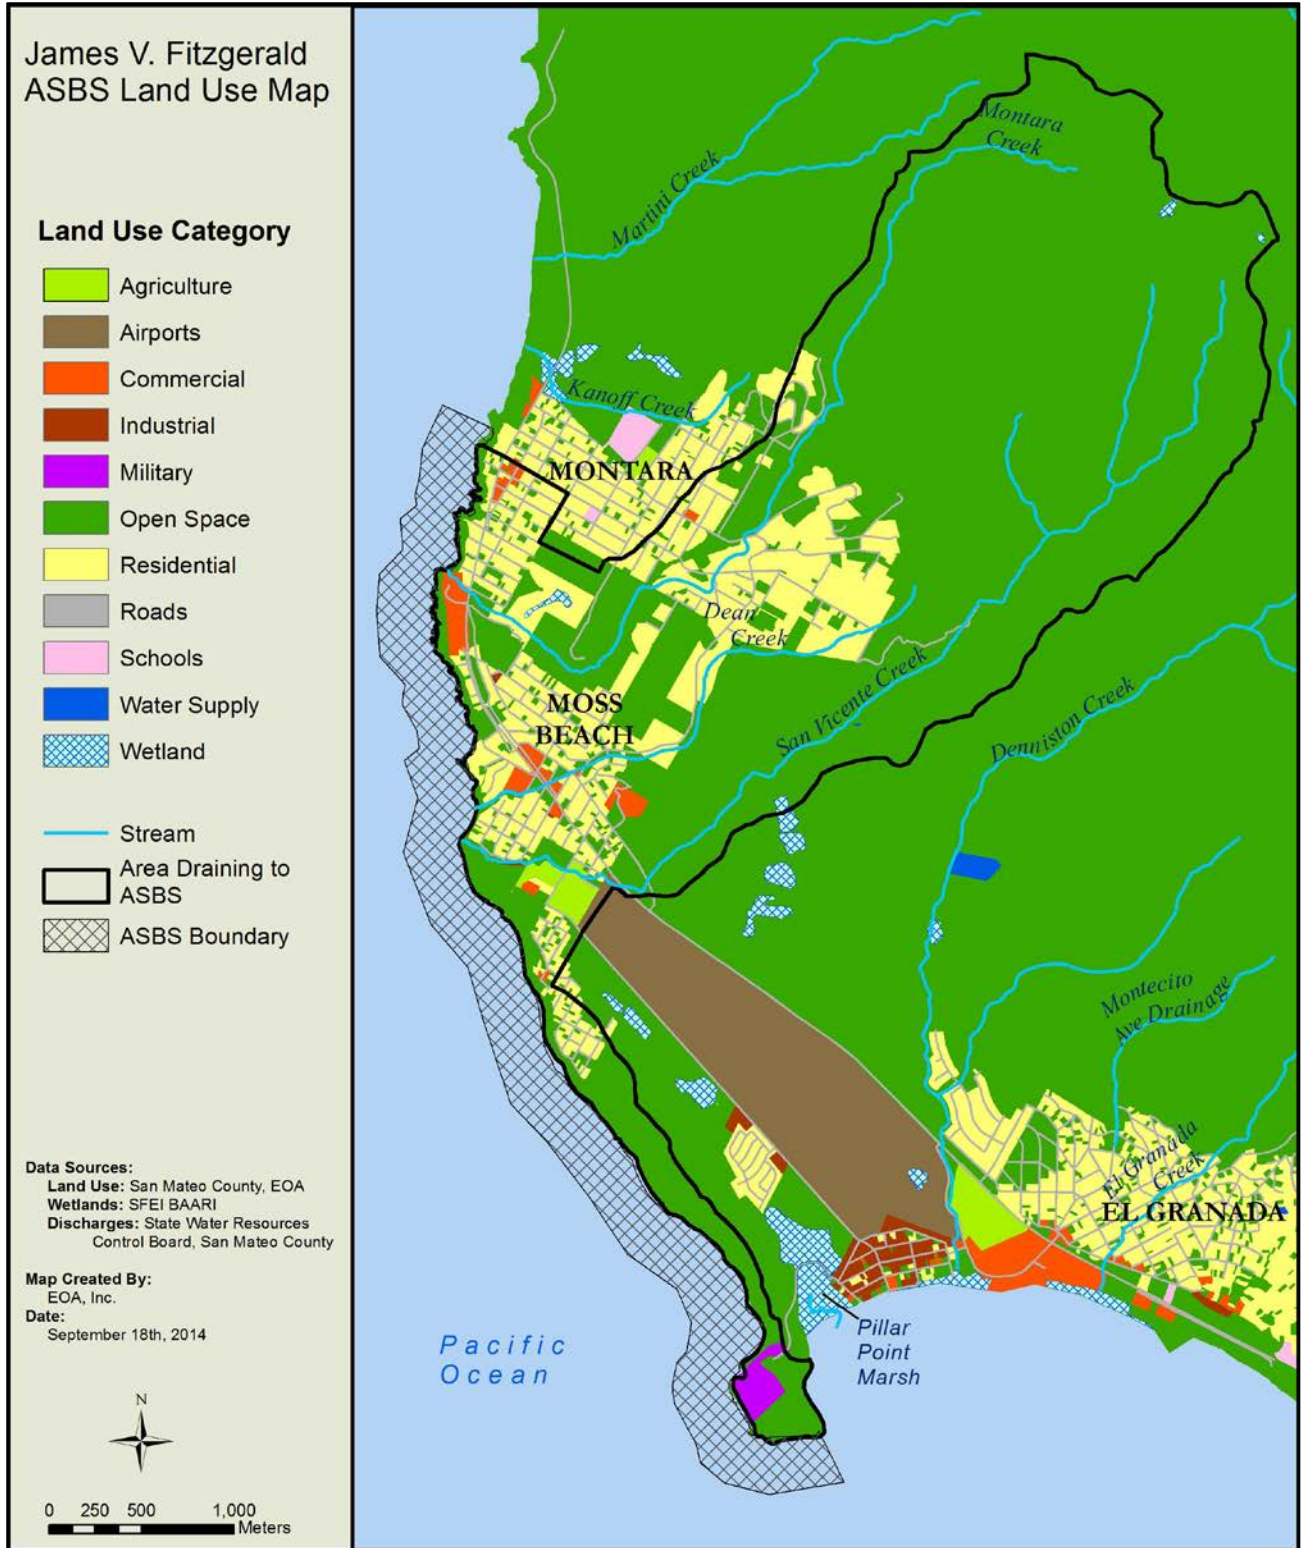 James V. Fitzgerald
ASBS Land Use Map
Land Use Category
Agriculture
Airports
Commercial
Industrial
Military
Open Space
Residential
Roads
Schools
Water Supply
Wetland
Stream
Area Draining to
ASBS
ASBS Boundary
Data Sources:
Land Use: San Mateo County, EOA
Wetlands: SFEI BAARI
Discharges: State Water Resources
Control Board, San Mateo County
Map Created By:
EOA, Inc.
Date:
September 18th, 2014
N
0 250 500 1,000
Meters
Montara
Creek
Martini Creek
Kanoff Creek
MONTARA
Dean
Creek
MOSS
BEACH
San Vicente Creek
Denniston Creek
Montecito
Ave Drainage
El Granada
Creek
EL GRANADA
Pillar
Point
Marsh
Pacific
Ocean